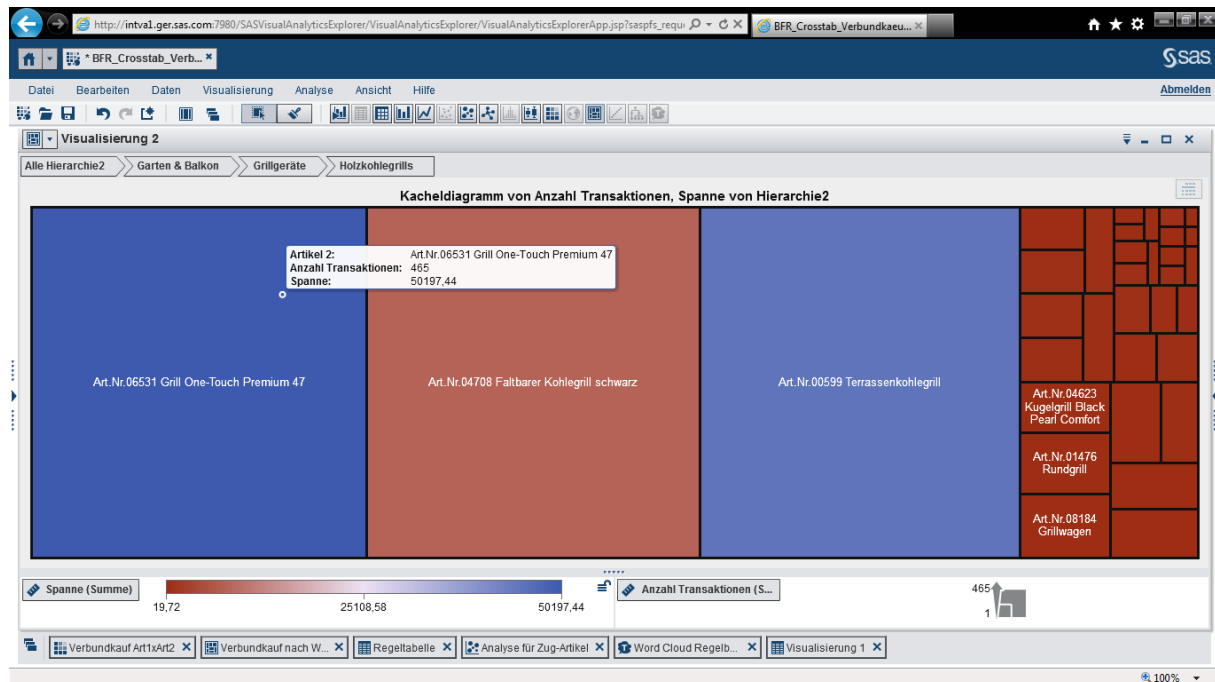 http://intva1.ger.sas.com:7980/SASVisualAnalyticsExplorer/VisualAnalyticsExplorer/VisualAnalyticsExplorerApp.jsp?saspfs_reque
BFR_Crosstab_Verbundkaeu...
* BFR_Crosstab_Verb...
sas
Datei Bearbeiten Daten Visualisierung Analyse Ansicht Hilfe
Abmelden
Visualisierung 2
Alle Hierarchie2 Garten & Balkon Grillgeräte Holzkohlegrills
Kacheldiagramm von Anzahl Transaktionen, Spanne von Hierarchie2
Artikel 2: Art.Nr.06531 Grill One-Touch Premium 47
Anzahl Transaktionen: 465
Spanne: 50197,44
Art.Nr.06531 Grill One-Touch Premium 47
Art.Nr.04708 Faltbarer Kohlegrill schwarz
Art.Nr.00599 Terrassenkohlegrill
Art.Nr.04623
Kugelgrill Black
Pearl Comfort
Art.Nr.01476
Rundgrill
Art.Nr.08184
Grillwagen
Spanne (Summe)
19,72 25108,58 50197,44
Anzahl Transaktionen (S...
465
1
Verbundkauf Art1xArt2
Verbundkauf nach W...
Regeltabelle
Analyse für Zug-Artikel
Word Cloud Regelb...
Visualisierung 1
100%